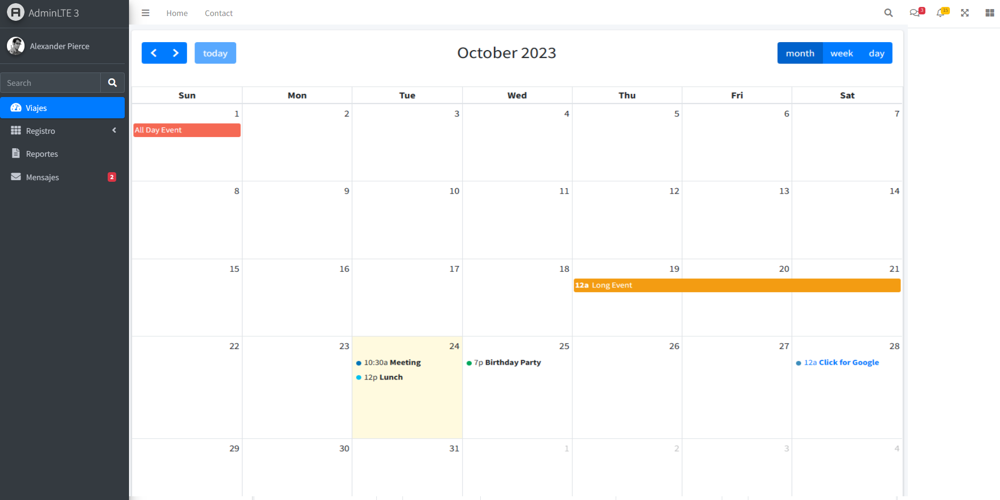 AdminLTE 3
Home
Contact
3
15
Alexander Pierce
Search
Viajes
Registro
Reportes
Mensajes
2
today
October 2023
month
week
day
Sun
Mon
Tue
Wed
Thu
Fri
Sat
1
2
3
4
5
6
7
All Day Event
8
9
10
11
12
13
14
15
16
17
18
19
20
21
12a Long Event
22
23
24
25
26
27
28
10:30a Meeting
12p Lunch
7p Birthday Party
12a Click for Google
29
30
31
1
2
3
4